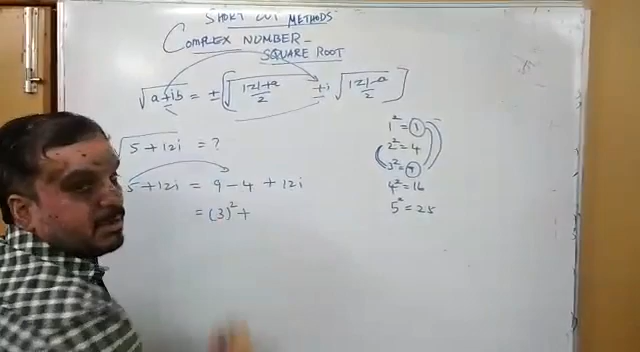 SHORT CUT METHODS
COMPLEX NUMBER -
SQUARE ROOT
√(a+ib) = ± [√((|z|+a)/2) ± i √((|z|-a)/2)]
√(5+12i) = ?
5+12i = 9 - 4 + 12i
= (3)² +
1² = 1
2² = 4
3² = 9
4² = 16
5² = 25